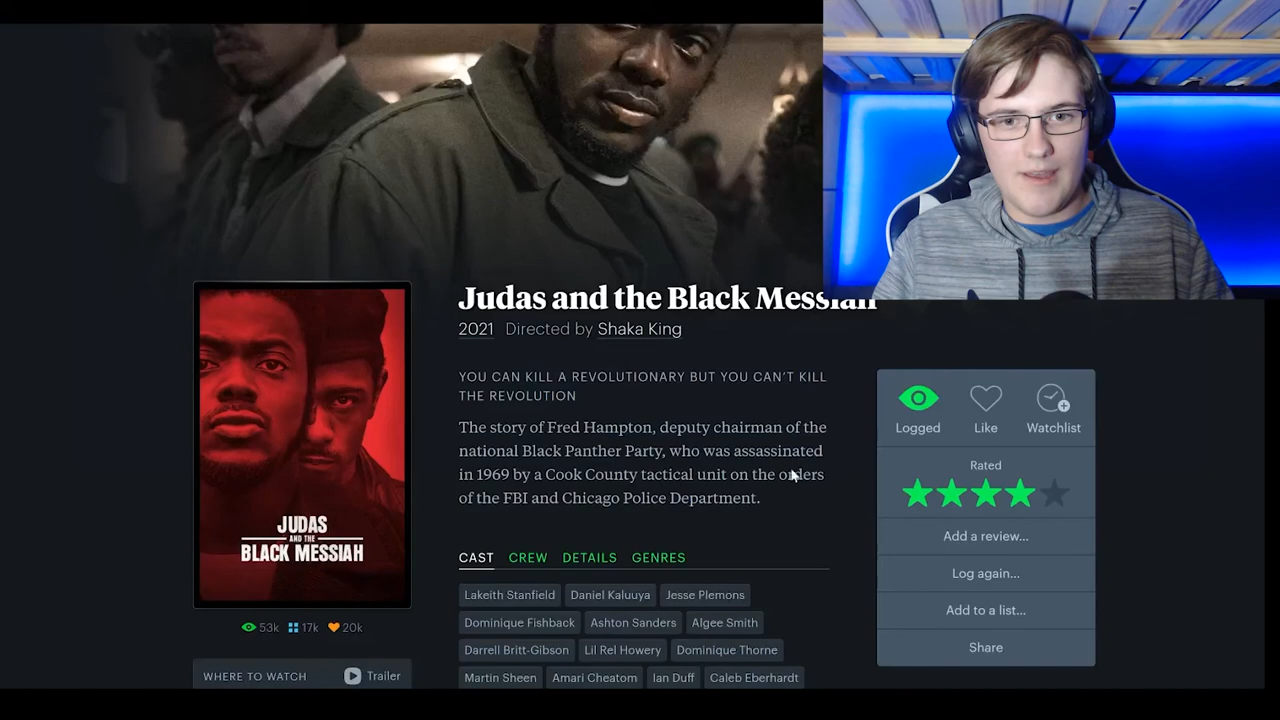 Judas and the Black Messiah
2021 Directed by Shaka King
YOU CAN KILL A REVOLUTIONARY BUT YOU CAN'T KILL
THE REVOLUTION
The story of Fred Hampton, deputy chairman of the
national Black Panther Party, who was assassinated
in 1969 by a Cook County tactical unit on the orders
of the FBI and Chicago Police Department.
CAST CREW DETAILS GENRES
Lakeith Stanfield Daniel Kaluuya Jesse Plemons
Dominique Fishback Ashton Sanders Algee Smith
Darrell Britt-Gibson Lil Rel Howery Dominique Thorne
Martin Sheen Amari Cheatom Ian Duff Caleb Eberhardt
JUDAS
AND THE
BLACK MESSIAH
53k 17k 20k
WHERE TO WATCH Trailer
Logged Like Watchlist
Rated
Add a review...
Log again...
Add to a list...
Share